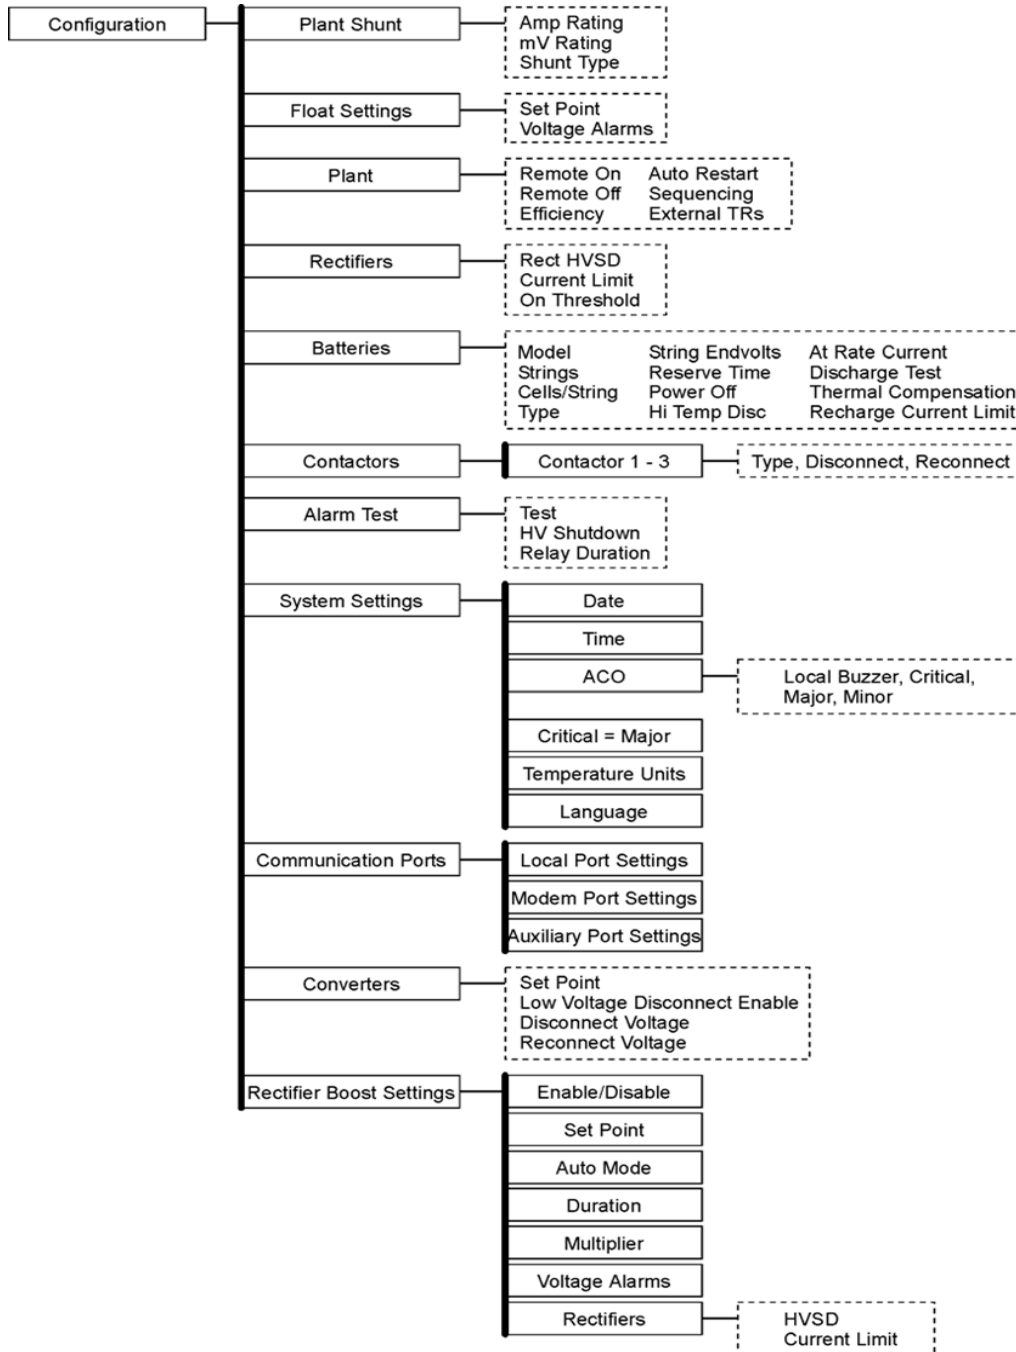 Configuration
Plant Shunt
Amp Rating
mV Rating
Shunt Type
Float Settings
Set Point
Voltage Alarms
Plant
Remote On Auto Restart
Remote Off Sequencing
Efficiency External TRs
Rectifiers
Rect HVSD
Current Limit
On Threshold
Batteries
Model String Endvolts At Rate Current
Strings Reserve Time Discharge Test
Cells/String Power Off Thermal Compensation
Type Hi Temp Disc Recharge Current Limit
Contactors
Contactor 1 - 3
Type, Disconnect, Reconnect
Alarm Test
Test
HV Shutdown
Relay Duration
System Settings
Date
Time
ACO
Local Buzzer, Critical,
Major, Minor
Critical = Major
Temperature Units
Language
Communication Ports
Local Port Settings
Modem Port Settings
Auxiliary Port Settings
Converters
Set Point
Low Voltage Disconnect Enable
Disconnect Voltage
Reconnect Voltage
Rectifier Boost Settings
Enable/Disable
Set Point
Auto Mode
Duration
Multiplier
Voltage Alarms
Rectifiers
HVSD
Current Limit